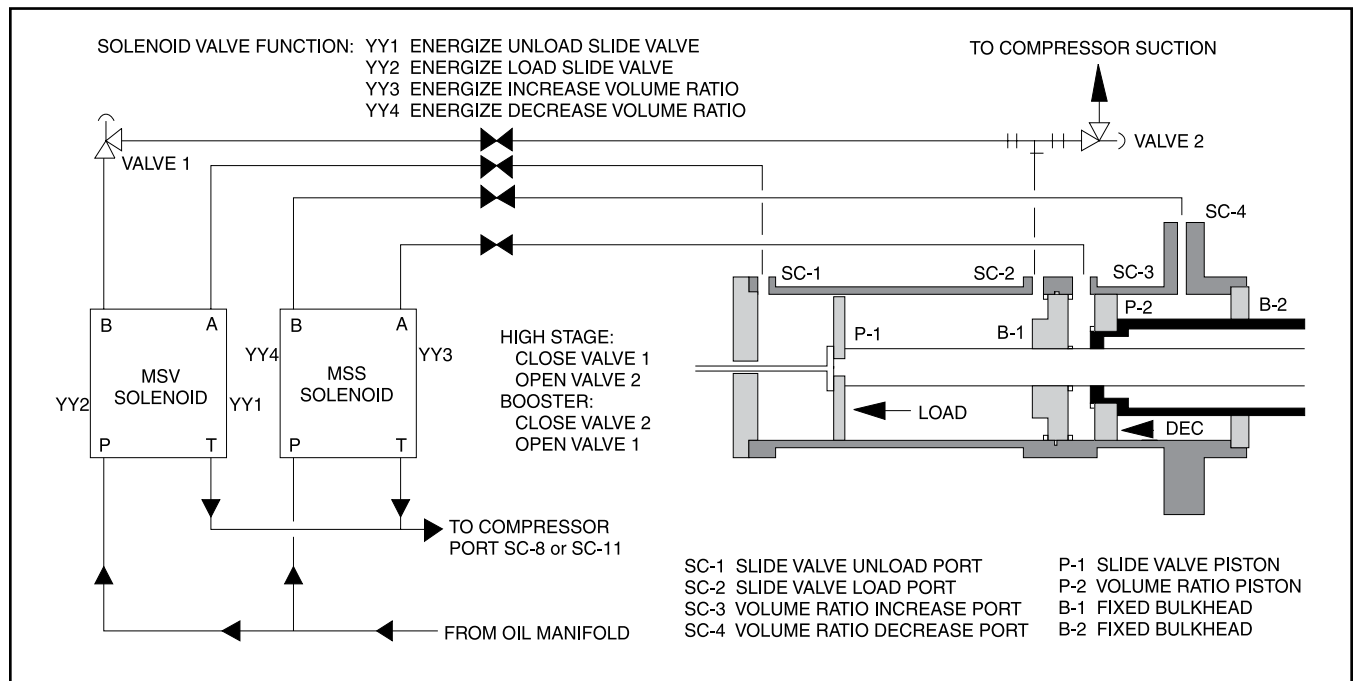 SOLENOID VALVE FUNCTION: YY1 ENERGIZE UNLOAD SLIDE VALVE
YY2 ENERGIZE LOAD SLIDE VALVE
YY3 ENERGIZE INCREASE VOLUME RATIO
YY4 ENERGIZE DECREASE VOLUME RATIO
TO COMPRESSOR SUCTION
VALVE 1
VALVE 2
SC-4
SC-1
SC-2
SC-3
P-2
B-2
P-1
B-1
B
A
B
A
YY4
YY3
MSV
SOLENOID
MSS
SOLENOID
YY2
YY1
P
T
P
T
HIGH STAGE:
CLOSE VALVE 1
OPEN VALVE 2
BOOSTER:
CLOSE VALVE 2
OPEN VALVE 1
LOAD
DEC
TO COMPRESSOR
PORT SC-8 or SC-11
FROM OIL MANIFOLD
SC-1 SLIDE VALVE UNLOAD PORT
SC-2 SLIDE VALVE LOAD PORT
SC-3 VOLUME RATIO INCREASE PORT
SC-4 VOLUME RATIO DECREASE PORT
P-1 SLIDE VALVE PISTON
P-2 VOLUME RATIO PISTON
B-1 FIXED BULKHEAD
B-2 FIXED BULKHEAD